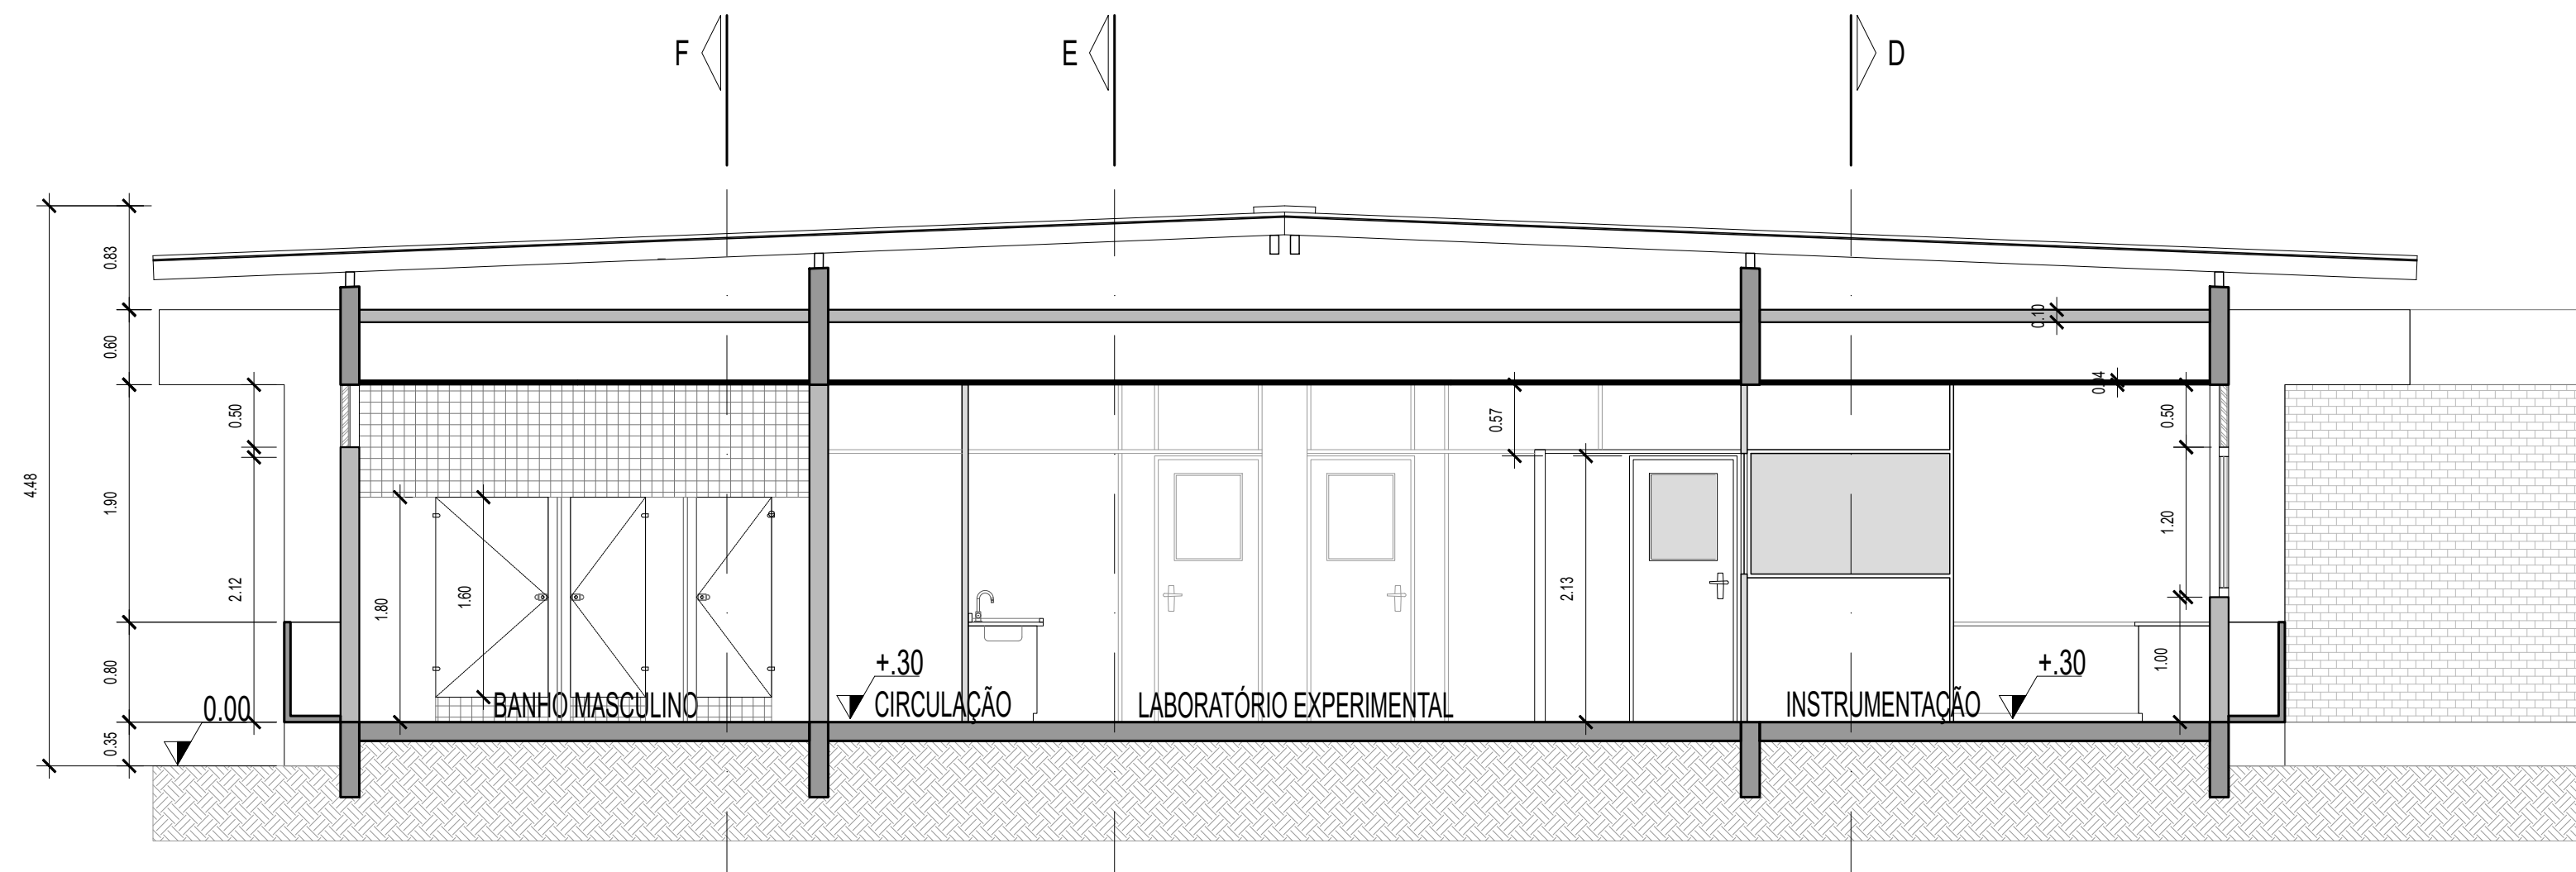 F
E
D
0.83
0.10
0.60
0.04
0.50
0.57
0.50
4.48
1.90
1.20
2.12
1.80
1.60
2.13
0.80
+.30
+.30
1.00
0.00
BANHO MASCULINO
CIRCULAÇÃO
LABORATÓRIO EXPERIMENTAL
INSTRUMENTAÇÃO
0.35